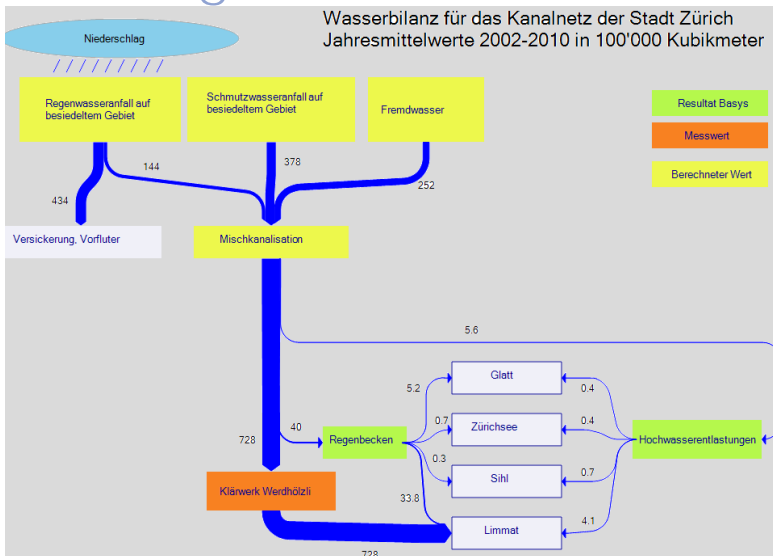 Wasserbilanz für das Kanalnetz der Stadt Zürich
Jahresmittelwerte 2002-2010 in 100'000 Kubikmeter
Niederschlag
Regenwasseranfall auf
besiedeltem Gebiet
Schmutzwasseranfall auf
besiedeltem Gebiet
Fremdwasser
Resultat Basys
Messwert
Berechneter Wert
144
378
252
434
Versickerung, Vorfluter
Mischkanalisation
5.6
Glatt
5.2
0.4
0.7
Zürichsee
0.4
40
728
Regenbecken
Hochwasserentlastungen
0.3
Sihl
0.7
Klärwerk Werdhölzli
33.8
Limmat
4.1
728